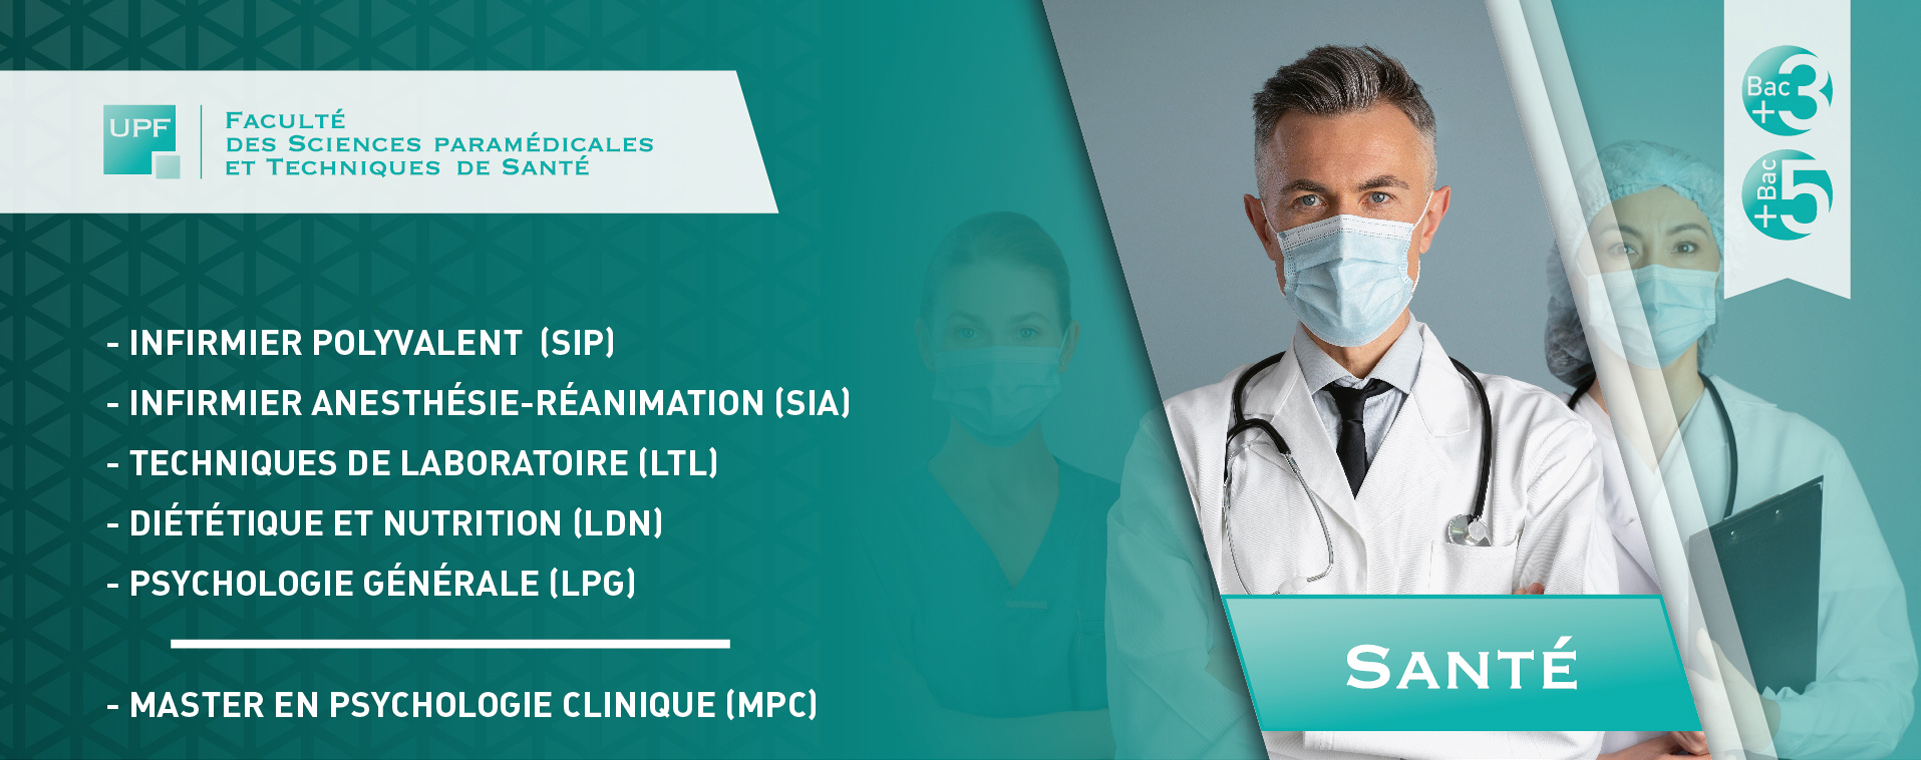 UPF
Faculté
des Sciences paramédicales
et Techniques de Santé
- INFIRMIER POLYVALENT (SIP)
- INFIRMIER ANESTHÉSIE-RÉANIMATION (SIA)
- TECHNIQUES DE LABORATOIRE (LTL)
- DIÉTÉTIQUE ET NUTRITION (LDN)
- PSYCHOLOGIE GÉNÉRALE (LPG)
- MASTER EN PSYCHOLOGIE CLINIQUE (MPC)
Bac
+3
Bac
+5
Santé